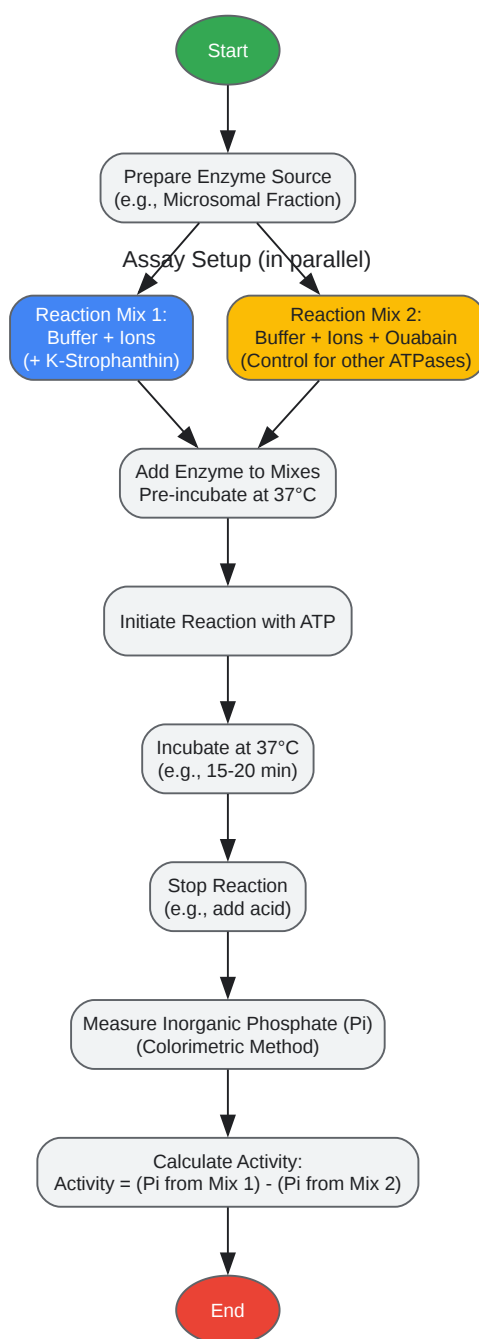 Start
Prepare Enzyme Source
(e.g., Microsomal Fraction)
Assay Setup (in parallel)
Reaction Mix 1:
Buffer + Ions
(+ K-Strophanthin)
Reaction Mix 2:
Buffer + Ions + Ouabain
(Control for other ATPases)
Add Enzyme to Mixes
Pre-incubate at 37°C
Initiate Reaction with ATP
Incubate at 37°C
(e.g., 15-20 min)
Stop Reaction
(e.g., add acid)
Measure Inorganic Phosphate (Pi)
(Colorimetric Method)
Calculate Activity:
Activity = (Pi from Mix 1) - (Pi from Mix 2)
End